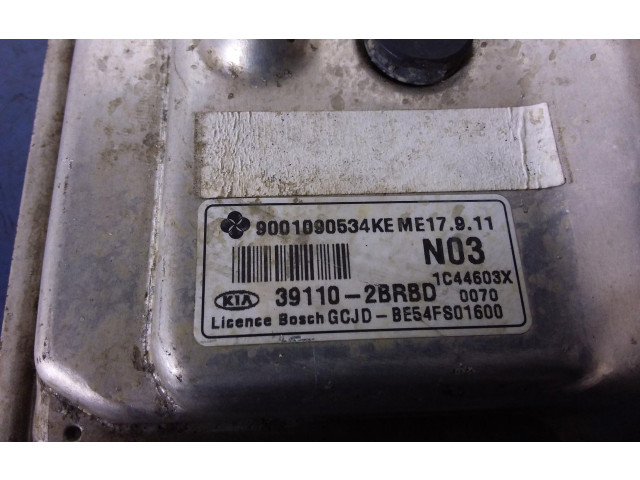 9001090534KE ME17.9.11
N03
1C44603X
KIA 39110-2BRBD 0070
Licence Bosch GCJD-BE54FS01600